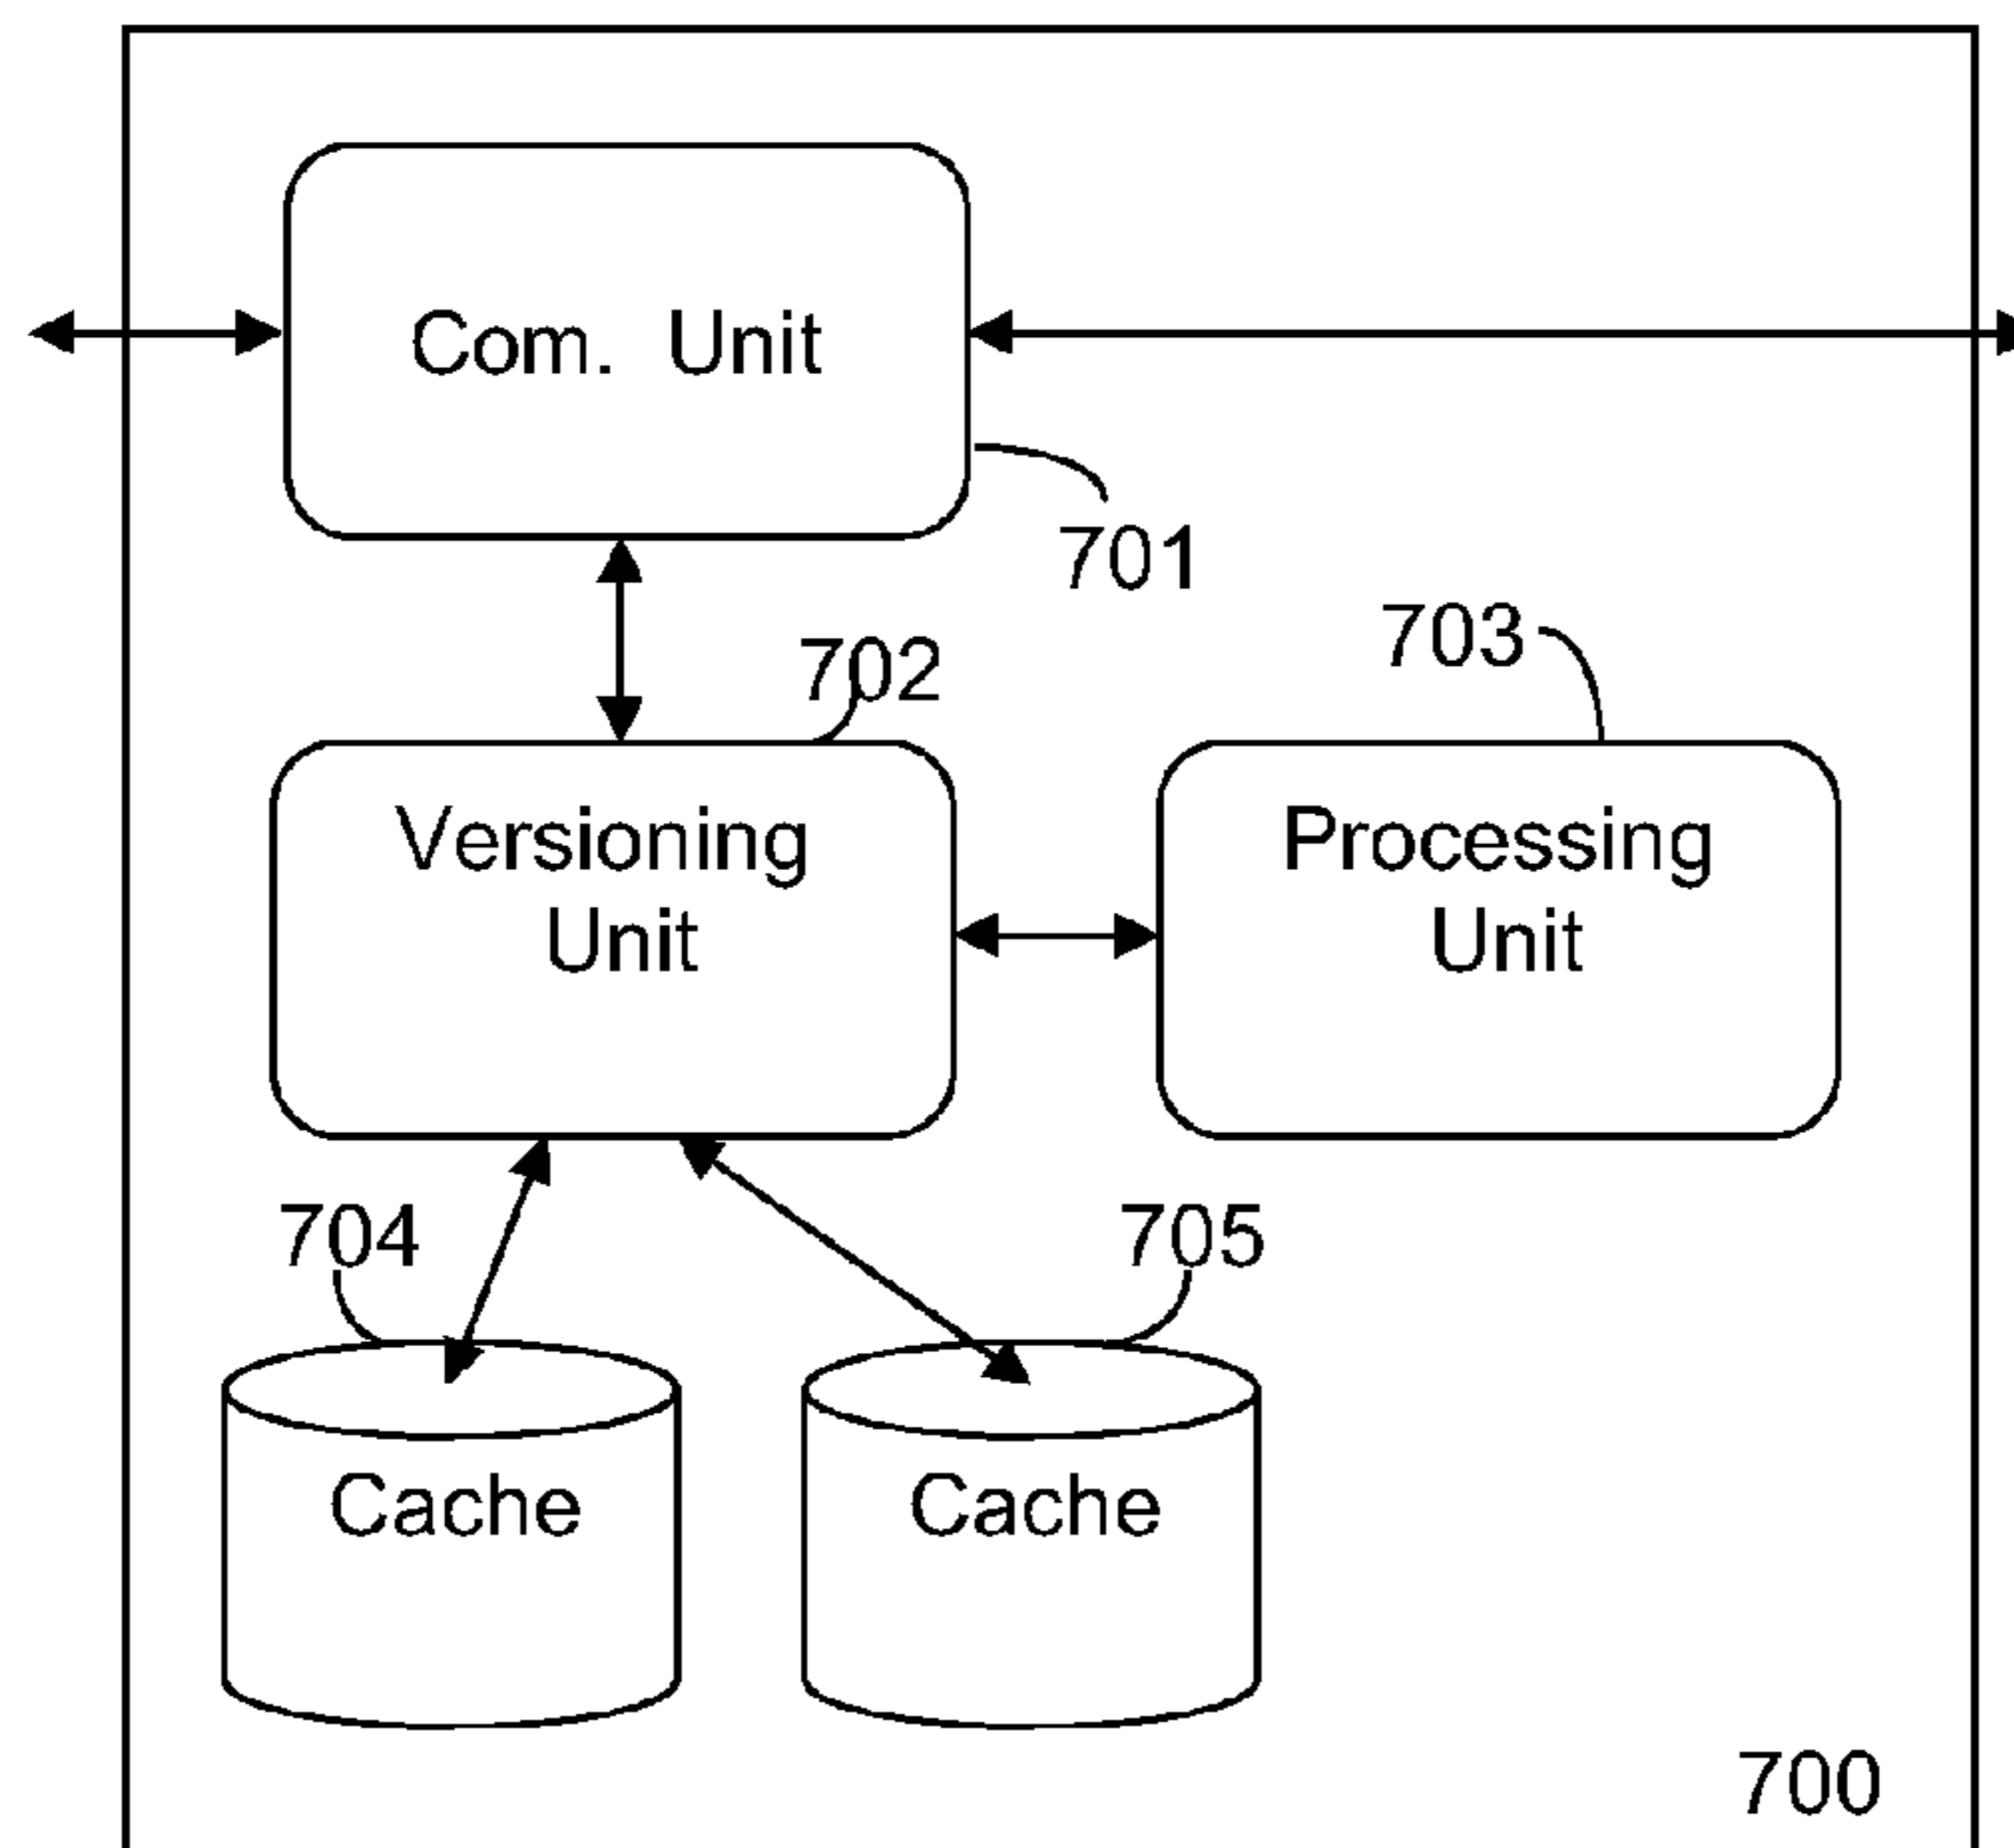 Com. Unit
701
702
703
Versioning
Unit
Processing
Unit
704
705
Cache
Cache
700